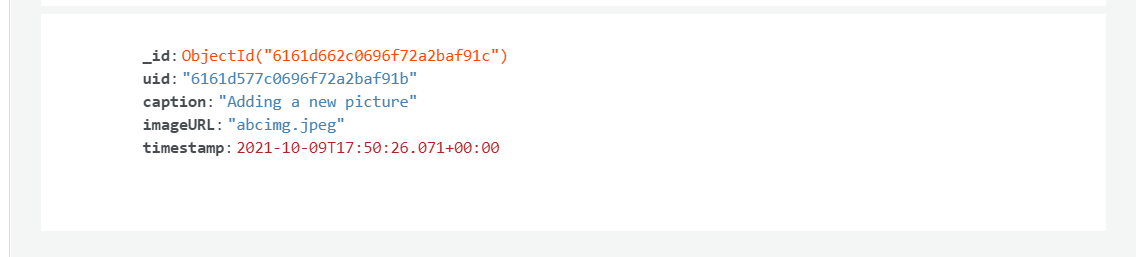 _id: ObjectId("6161d662c0696f72a2baf91c")
uid: "6161d577c0696f72a2baf91b"
caption: "Adding a new picture"
imageURL: "abcimg.jpeg"
timestamp: 2021-10-09T17:50:26.071+00:00